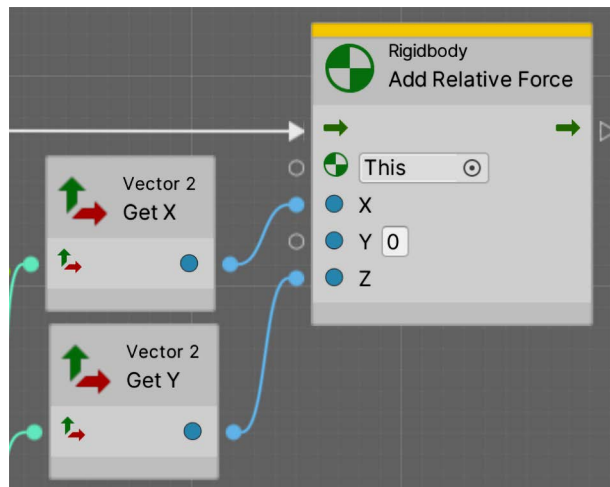 Rigidbody
Add Relative Force
This
X
Y 0
Z
Vector 2
Get X
Vector 2
Get Y